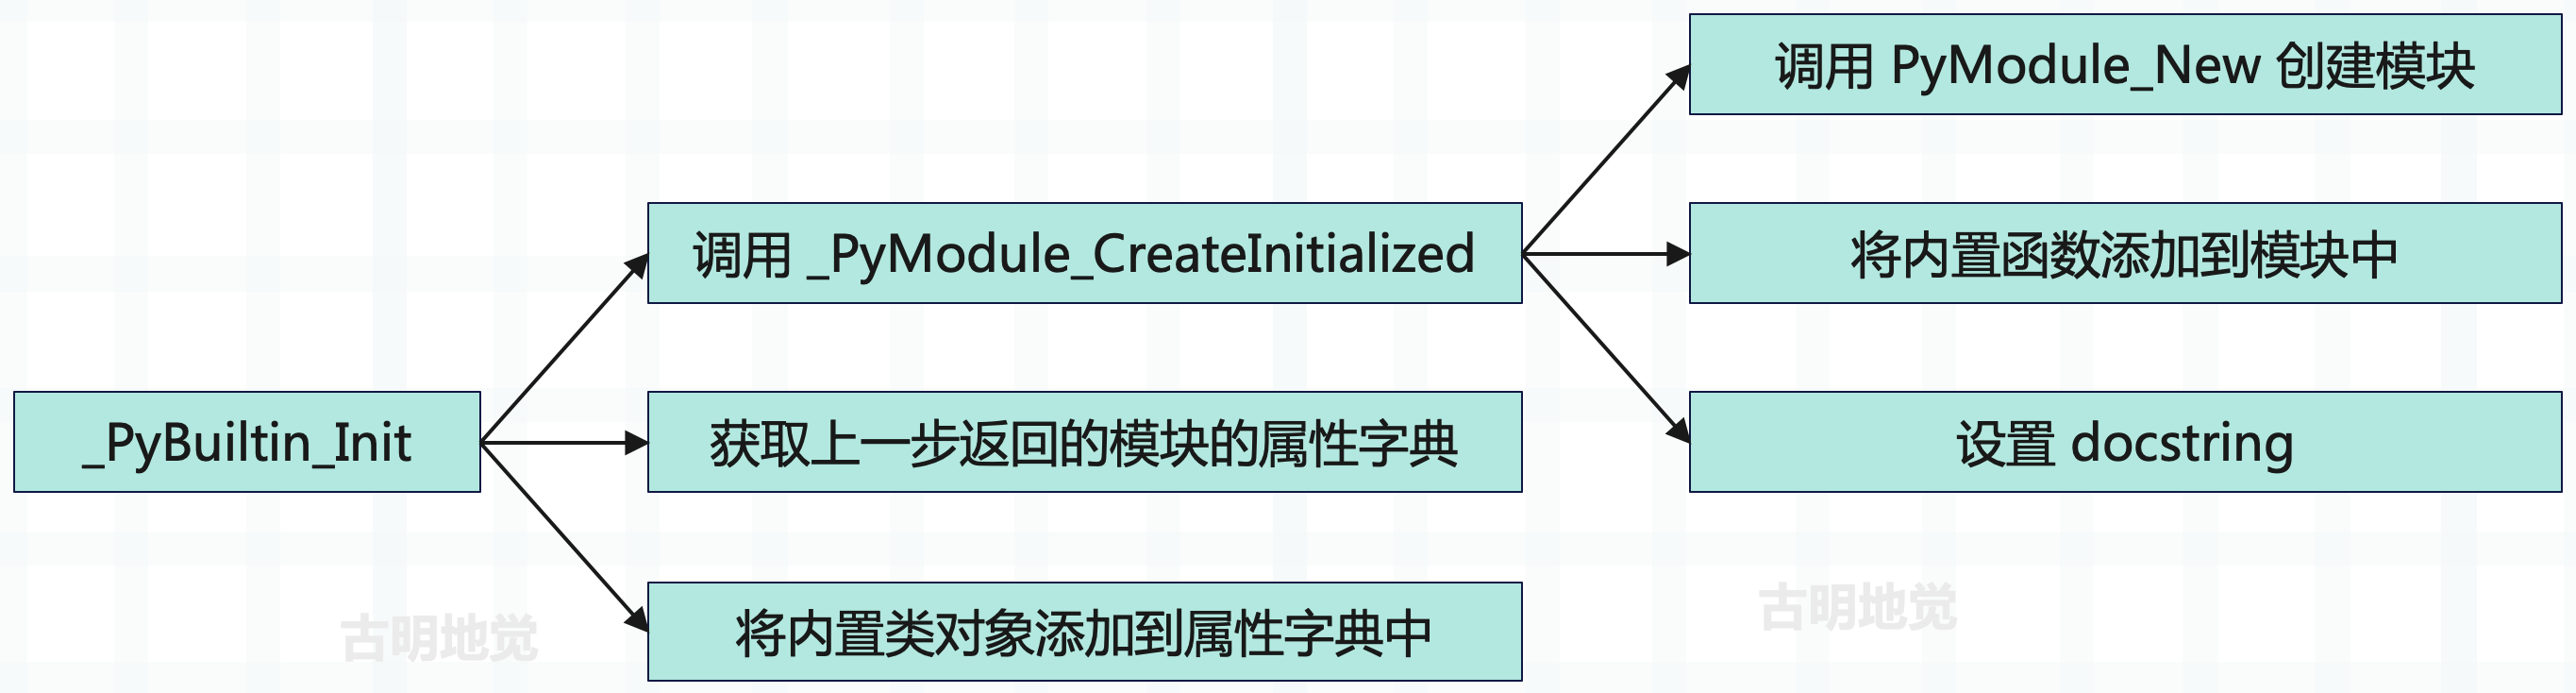 _PyBuiltin_Init
调用 _PyModule_CreateInitialized
获取上一步返回的模块的属性字典
将内置类对象添加到属性字典中
调用 PyModule_New 创建模块
将内置函数添加到模块中
设置 docstring
古明地觉
古明地觉